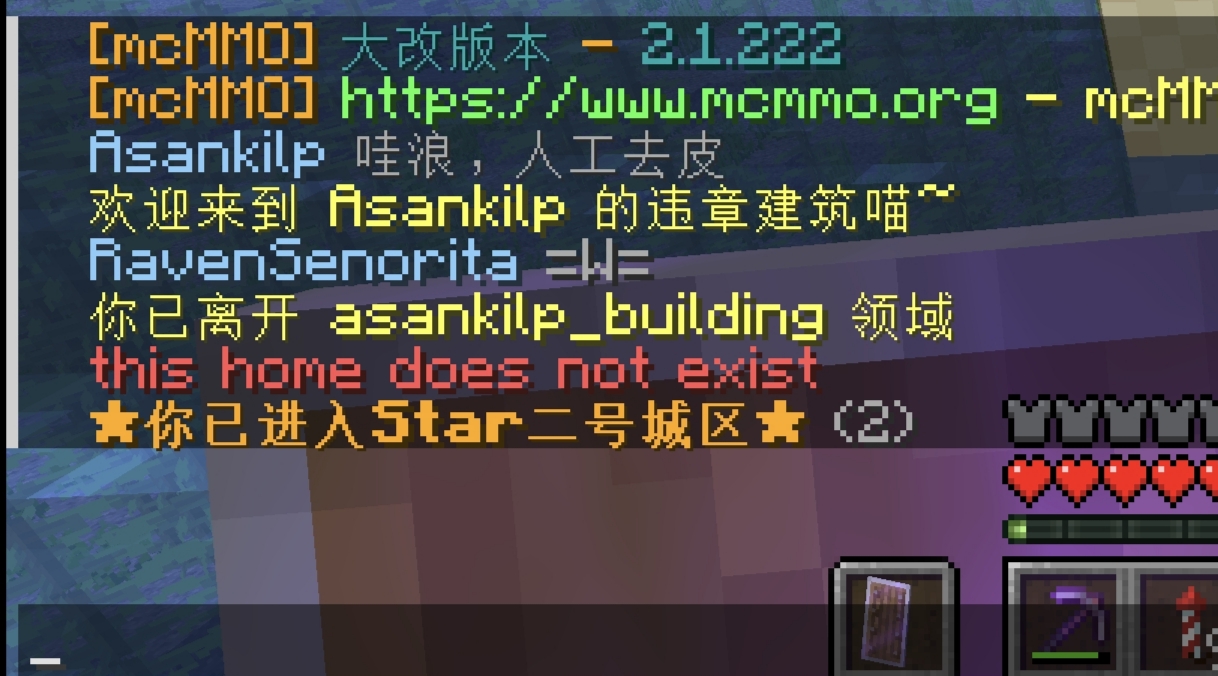 [mcMMO] 大改版本 - 2.1.222
[mcMMO] https://www.mcmmo.org - mcMM
Asankilp 哇浪，人工去皮
欢迎来到 Asankilp 的违章建筑喵~
RavenSenorita =W=
你已离开 asankilp_building 领域
this home does not exist
★你已进入Star二号城区★ (2)
_